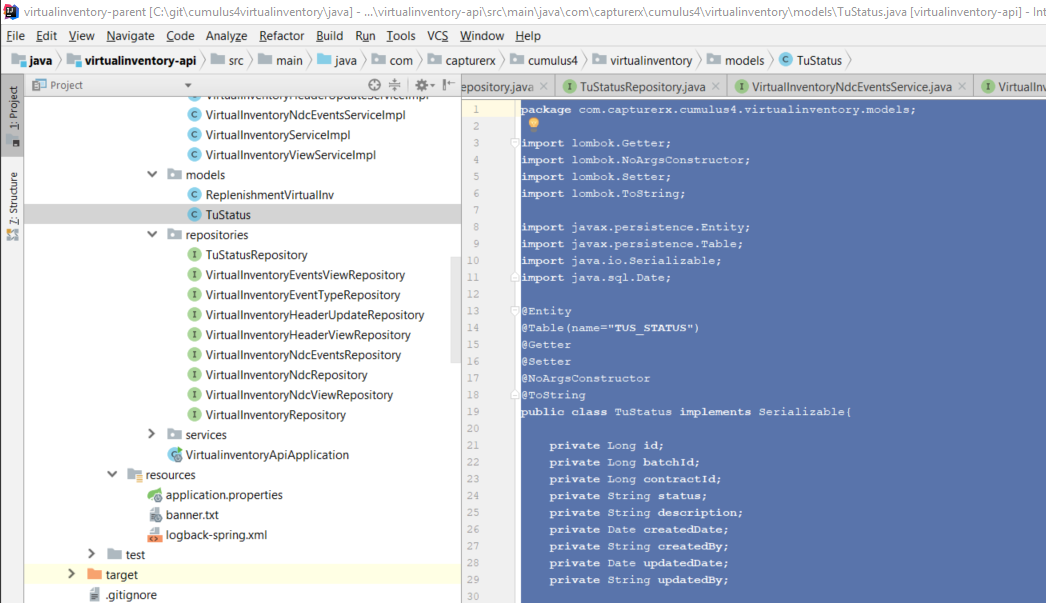 virtualinventory-parent [C:\git\cumulus4virtualinventory\java] - ...\virtualinventory-api\src\main\java\com\capturerx\cumulus4\virtualinventory\models\TuStatus.java [virtualinventory-api] - Int
File Edit View Navigate Code Analyze Refactor Build Run Tools VCS Window Help
java virtualinventory-api src main java com capturerx cumulus4 virtualinventory models TuStatus
1: Project
Z: Structure
Project
VirtualInventoryNdcEventsServiceImpl
VirtualInventoryServiceImpl
VirtualInventoryViewServiceImpl
models
ReplenishmentVirtualInv
TuStatus
repositories
TuStatusRepository
VirtualInventoryEventsViewRepository
VirtualInventoryEventTypeRepository
VirtualInventoryHeaderUpdateRepository
VirtualInventoryHeaderViewRepository
VirtualInventoryNdcEventsRepository
VirtualInventoryNdcRepository
VirtualInventoryNdcViewRepository
VirtualInventoryRepository
services
VirtualinventoryApiApplication
resources
application.properties
banner.txt
logback-spring.xml
test
target
.gitignore
epository.java TuStatusRepository.java VirtualInventoryNdcEventsService.java VirtualInv
1 package com.capturerx.cumulus4.virtualinventory.models;
2
3 import lombok.Getter;
4 import lombok.NoArgsConstructor;
5 import lombok.Setter;
6 import lombok.ToString;
7
8 import javax.persistence.Entity;
9 import javax.persistence.Table;
10 import java.io.Serializable;
11 import java.sql.Date;
12
13 @Entity
14 @Table(name="TUS_STATUS")
15 @Getter
16 @Setter
17 @NoArgsConstructor
18 @ToString
19 public class TuStatus implements Serializable{
20
21 private Long id;
22 private Long batchId;
23 private Long contractId;
24 private String status;
25 private String description;
26 private Date createdDate;
27 private String createdBy;
28 private Date updatedDate;
29 private String updatedBy;
30